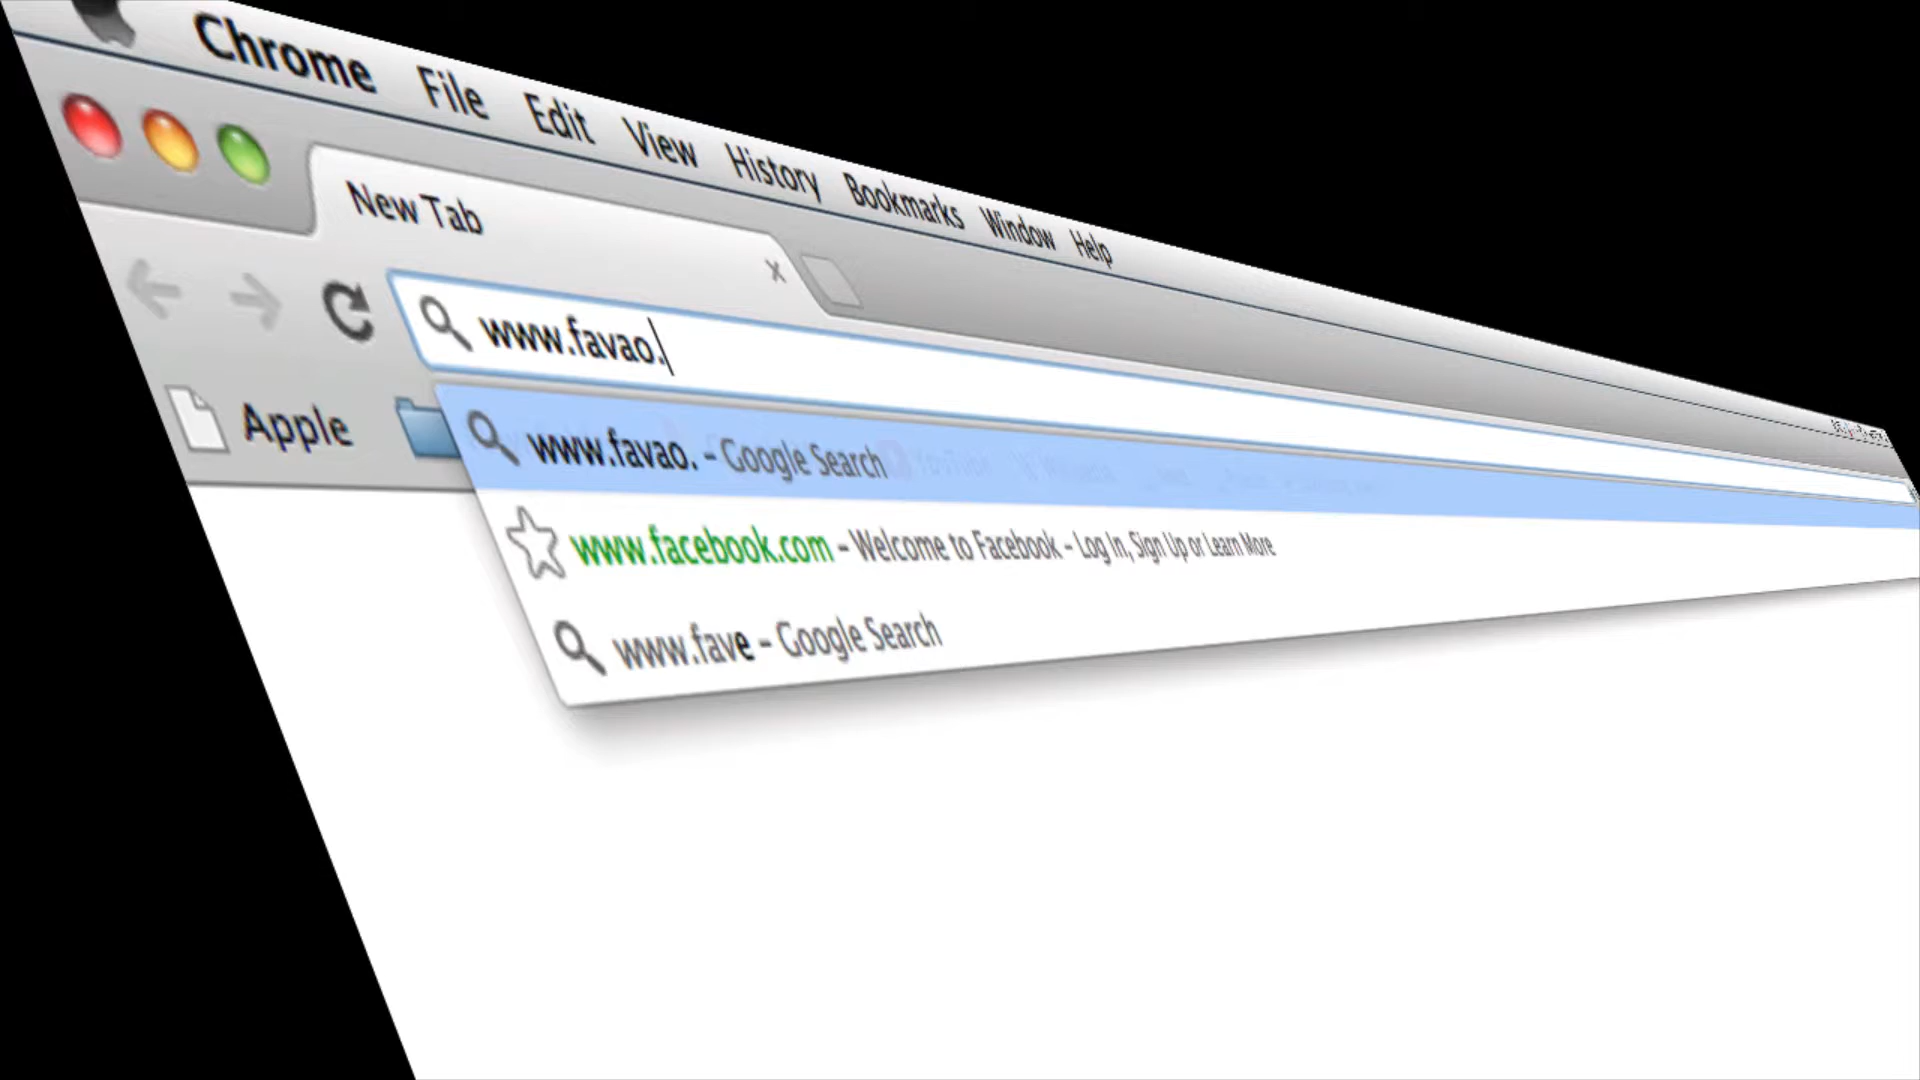 Chrome File Edit View History Bookmarks Window Help
New Tab
www.favao.
Apple
www.favao. – Google Search
www.facebook.com – Welcome to Facebook – Log In, Sign Up or Learn More
www.fave – Google Search